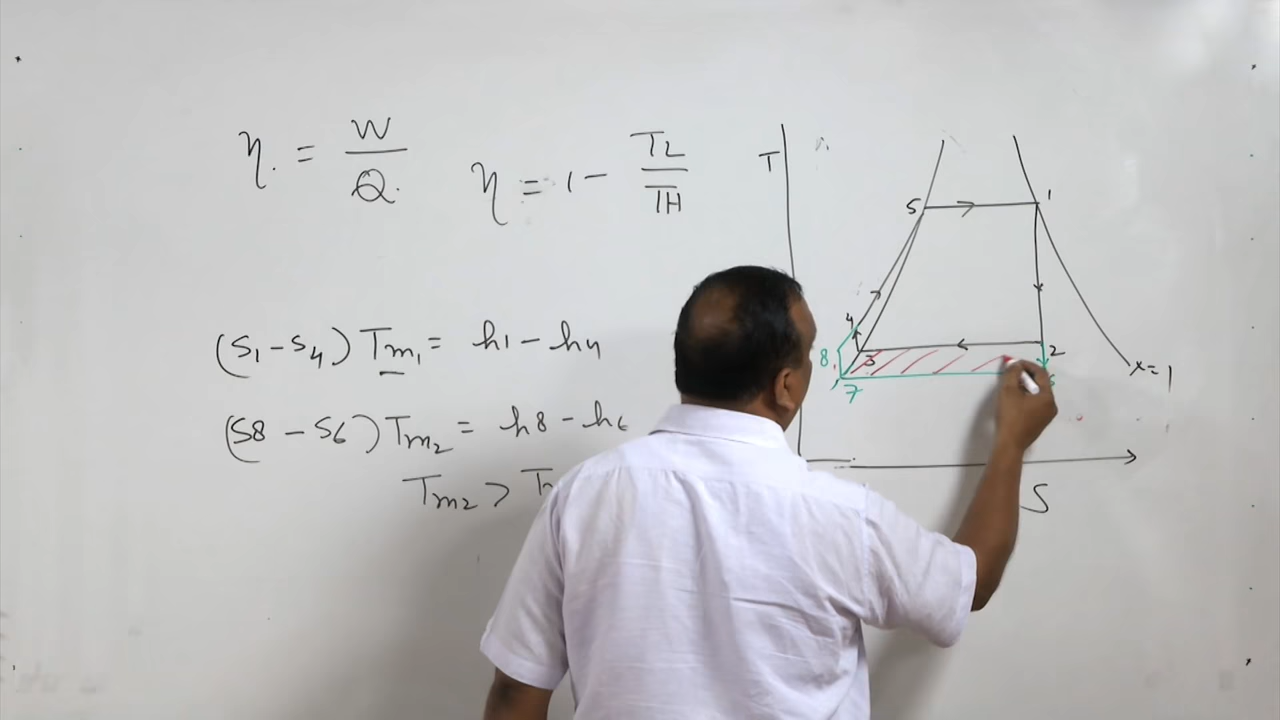 η. = W / Q.
η = 1 - TL / TH
(S1 - S4) Tm1 = h1 - h4
(S8 - S6) Tm2 = h8 - h6
Tm2 >
T
5
1
4
3
2
8
7
x = 1
S